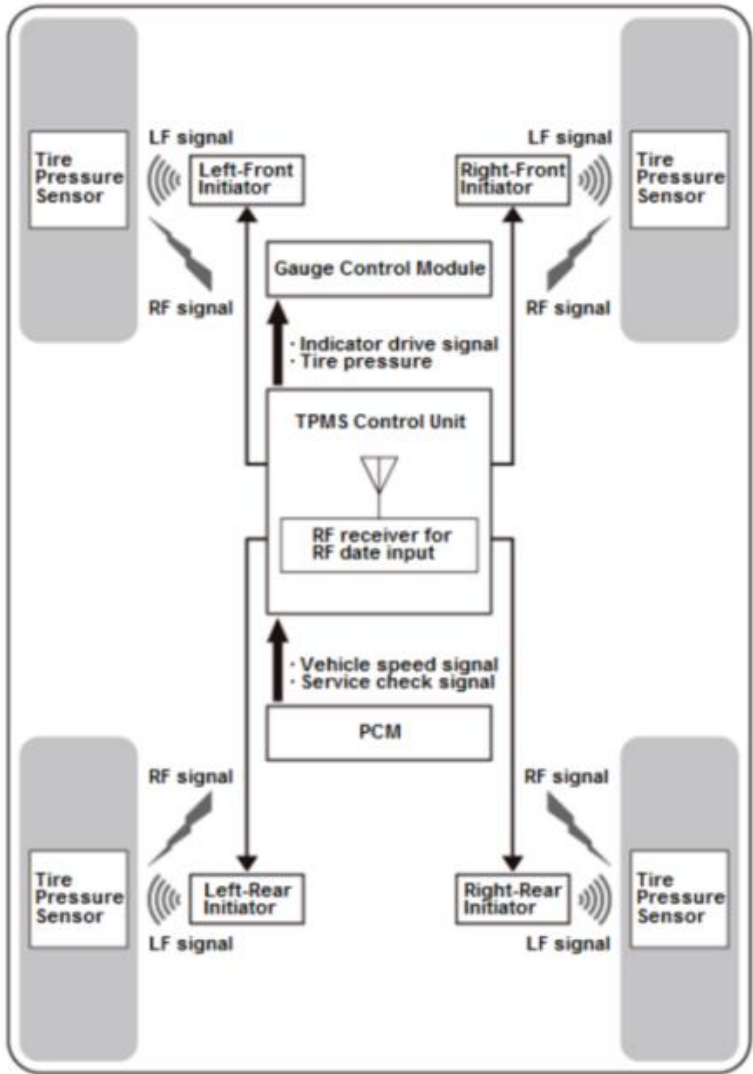 LF signal
LF signal
Tire
Pressure
Sensor
Left-Front
Initiator
Right-Front
Initiator
Tire
Pressure
Sensor
Gauge Control Module
RF signal
RF signal
· Indicator drive signal
· Tire pressure
TPMS Control Unit
RF receiver for
RF date input
· Vehicle speed signal
· Service check signal
PCM
RF signal
RF signal
Tire
Pressure
Sensor
Left-Rear
Initiator
Right-Rear
Initiator
Tire
Pressure
Sensor
LF signal
LF signal